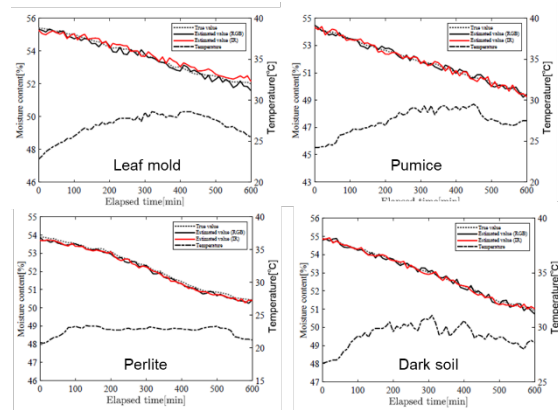 56
54
52
50
48
46
Moisture content[%]
True value
Estimated value (RGB)
Estimated value (IR)
Temperature
40
35
30
25
20
Temperature[°C]
Leaf mold
0 100 200 300 400 500 600
Elapsed time[min]
55
53
51
49
47
45
43
Moisture content[%]
True value
Estimated value (RGB)
Estimated value (IR)
Temperature
40
35
30
25
20
Temperature[°C]
Pumice
0 100 200 300 400 500 600
Elapsed time[min]
55
54
53
52
51
50
49
48
47
46
Moisture content[%]
True value
Estimated value (RGB)
Estimated value (IR)
Temperature
40
35
30
25
20
15
Temperature[°C]
Perlite
0 100 200 300 400 500 600
Elapsed time[min]
56
55
54
53
52
51
50
49
48
47
Moisture content[%]
True value
Estimated value (RGB)
Estimated value (IR)
Temperature
40
35
30
25
Temperature[°C]
Dark soil
0 100 200 300 400 500 600
Elapsed time[min]